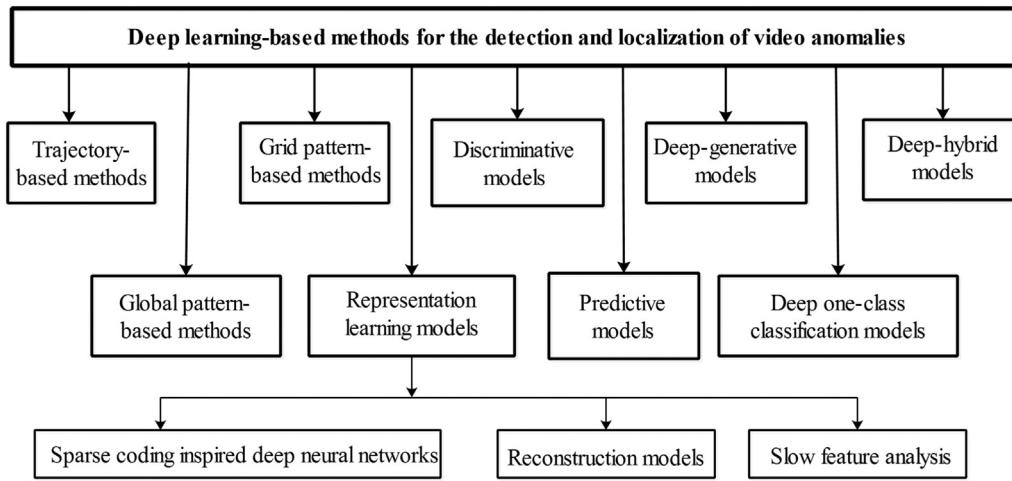 Deep learning-based methods for the detection and localization of video anomalies
Trajectory-
based methods
Grid pattern-
based methods
Discriminative
models
Deep-generative
models
Deep-hybrid
models
Global pattern-
based methods
Representation
learning models
Predictive
models
Deep one-class
classification models
Sparse coding inspired deep neural networks
Reconstruction models
Slow feature analysis